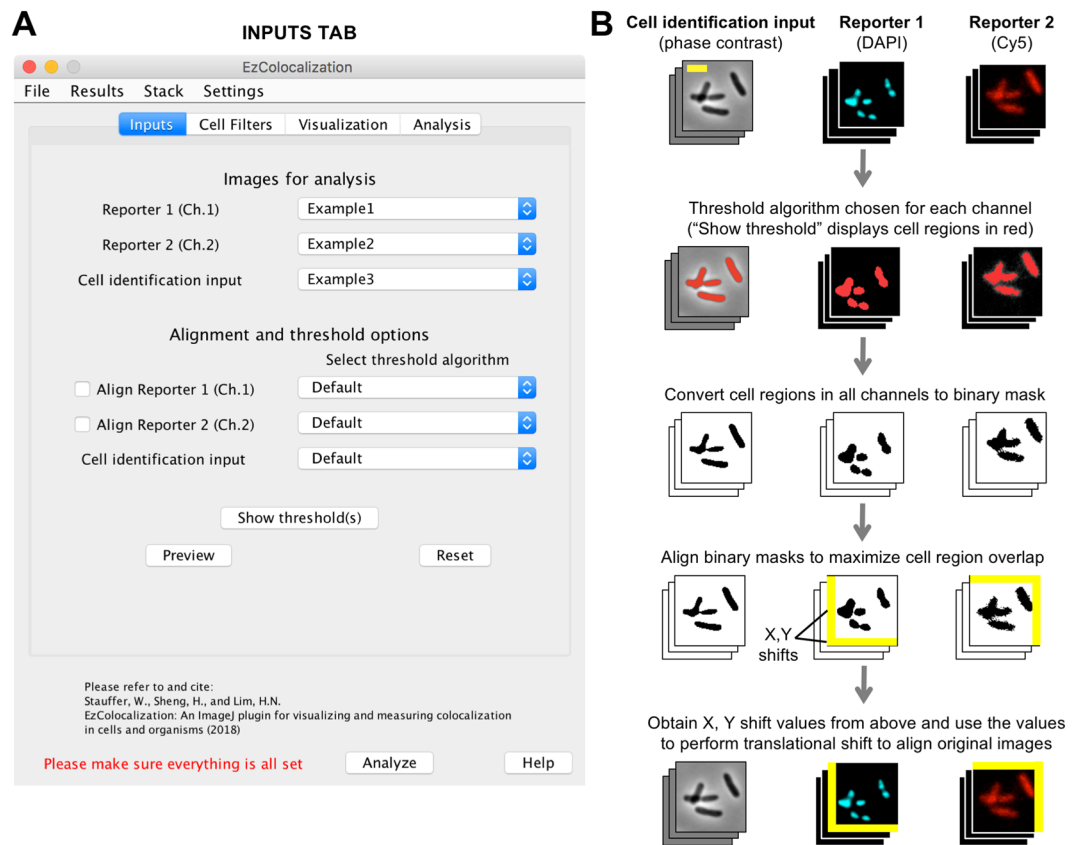 A
INPUTS TAB
EzColocalization
File Results Stack Settings
Inputs Cell Filters Visualization Analysis
Images for analysis
Reporter 1 (Ch.1) Example1
Reporter 2 (Ch.2) Example2
Cell identification input Example3
Alignment and threshold options
Select threshold algorithm
Align Reporter 1 (Ch.1) Default
Align Reporter 2 (Ch.2) Default
Cell identification input Default
Show threshold(s)
Preview Reset
Please refer to and cite:
Stauffer, W., Sheng, H., and Lim, H.N.
EzColocalization: An ImageJ plugin for visualizing and measuring colocalization
in cells and organisms (2018)
Please make sure everything is all set Analyze Help
B
Cell identification input Reporter 1 Reporter 2
(phase contrast) (DAPI) (Cy5)
Threshold algorithm chosen for each channel
(“Show threshold” displays cell regions in red)
Convert cell regions in all channels to binary mask
Align binary masks to maximize cell region overlap
X,Y
shifts
Obtain X, Y shift values from above and use the values
to perform translational shift to align original images